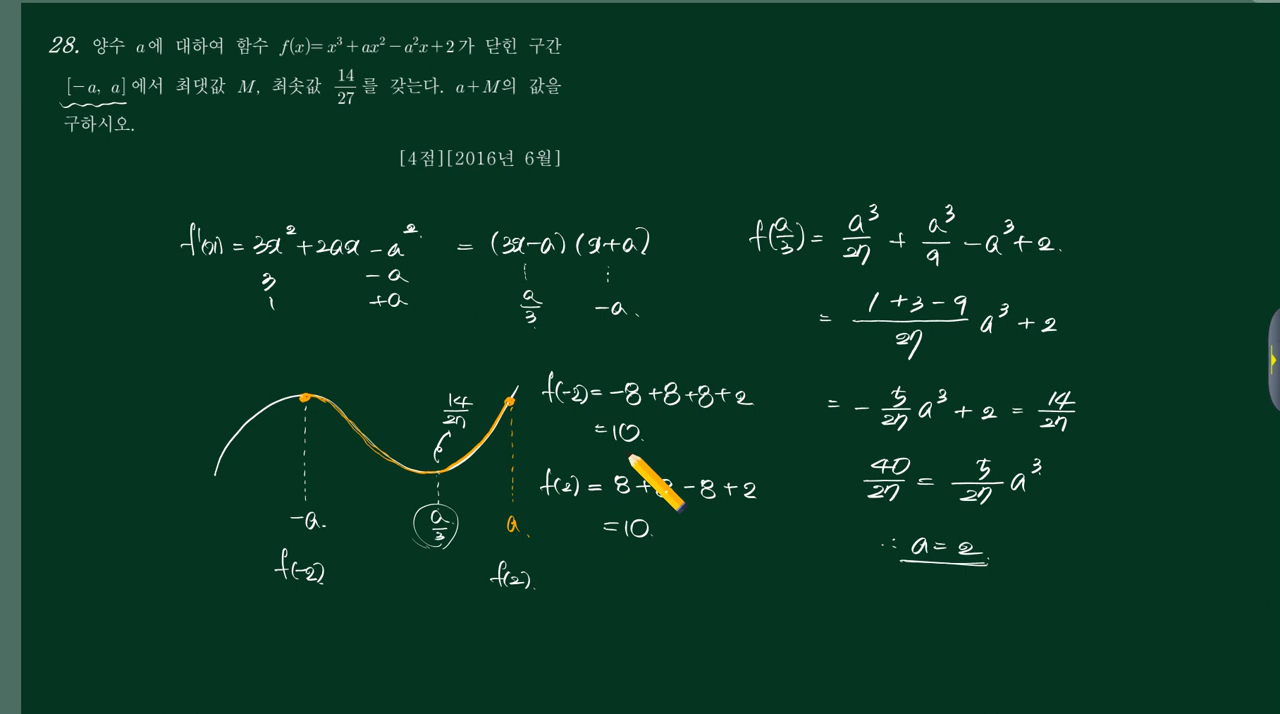 28. 양수 a에 대하여 함수 f(x)=x³+ax²−a²x+2가 닫힌 구간
[−a, a]에서 최댓값 M, 최솟값 14/27를 갖는다. a+M의 값을
구하시오.
[4점][2016년 6월]
f'(x) = 3x²+2ax−a² = (3x−a)(x+a)
3 −a
1 +a
a/3 −a.
f(a/3) = a³/27 + a³/9 − a³+2.
= (1+3−9)/27 a³+2
= −5/27 a³+2 = 14/27
40/27 = 5/27 a³
∴ a=2
14/27
−a. a/3 a.
f(−2) f(2).
f(−2)= −8+8+8+2
=10.
f(2) = 8+8−8+2
=10.